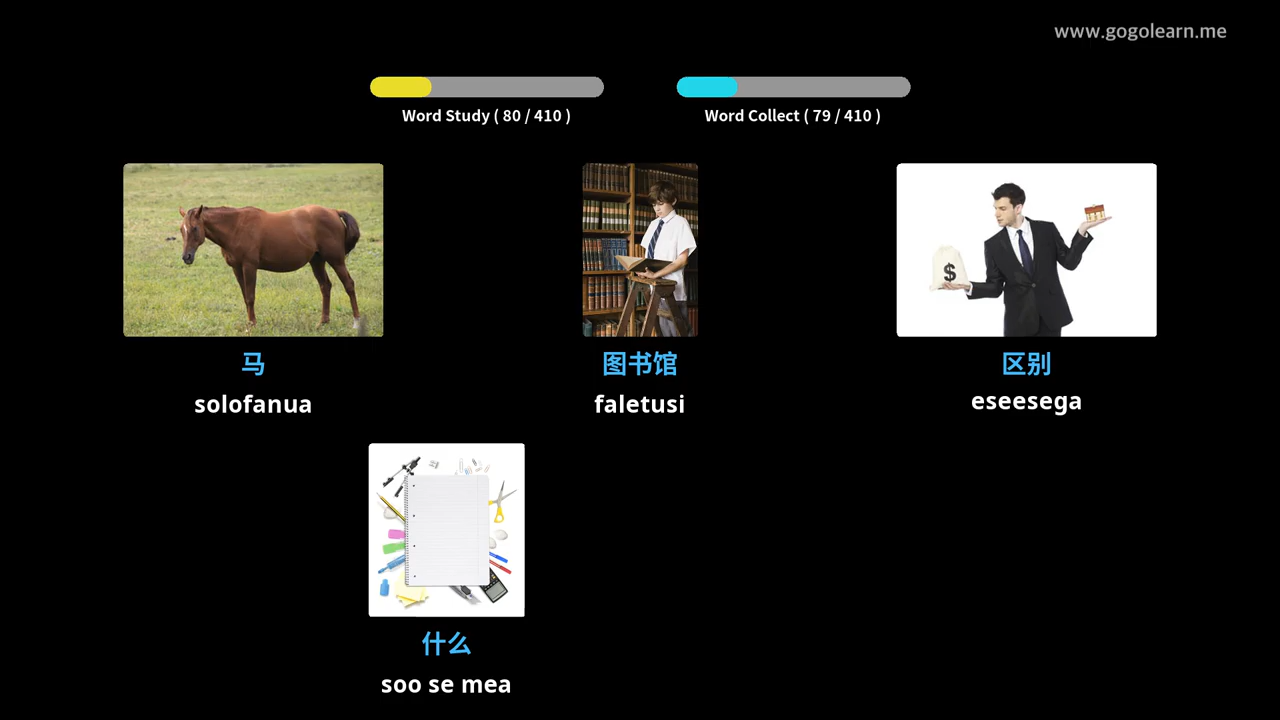 www.gogolearn.me
Word Study ( 80 / 410 )
Word Collect ( 79 / 410 )
马
图书馆
区别
solofanua
faletusi
eseesega
$
什么
soo se mea